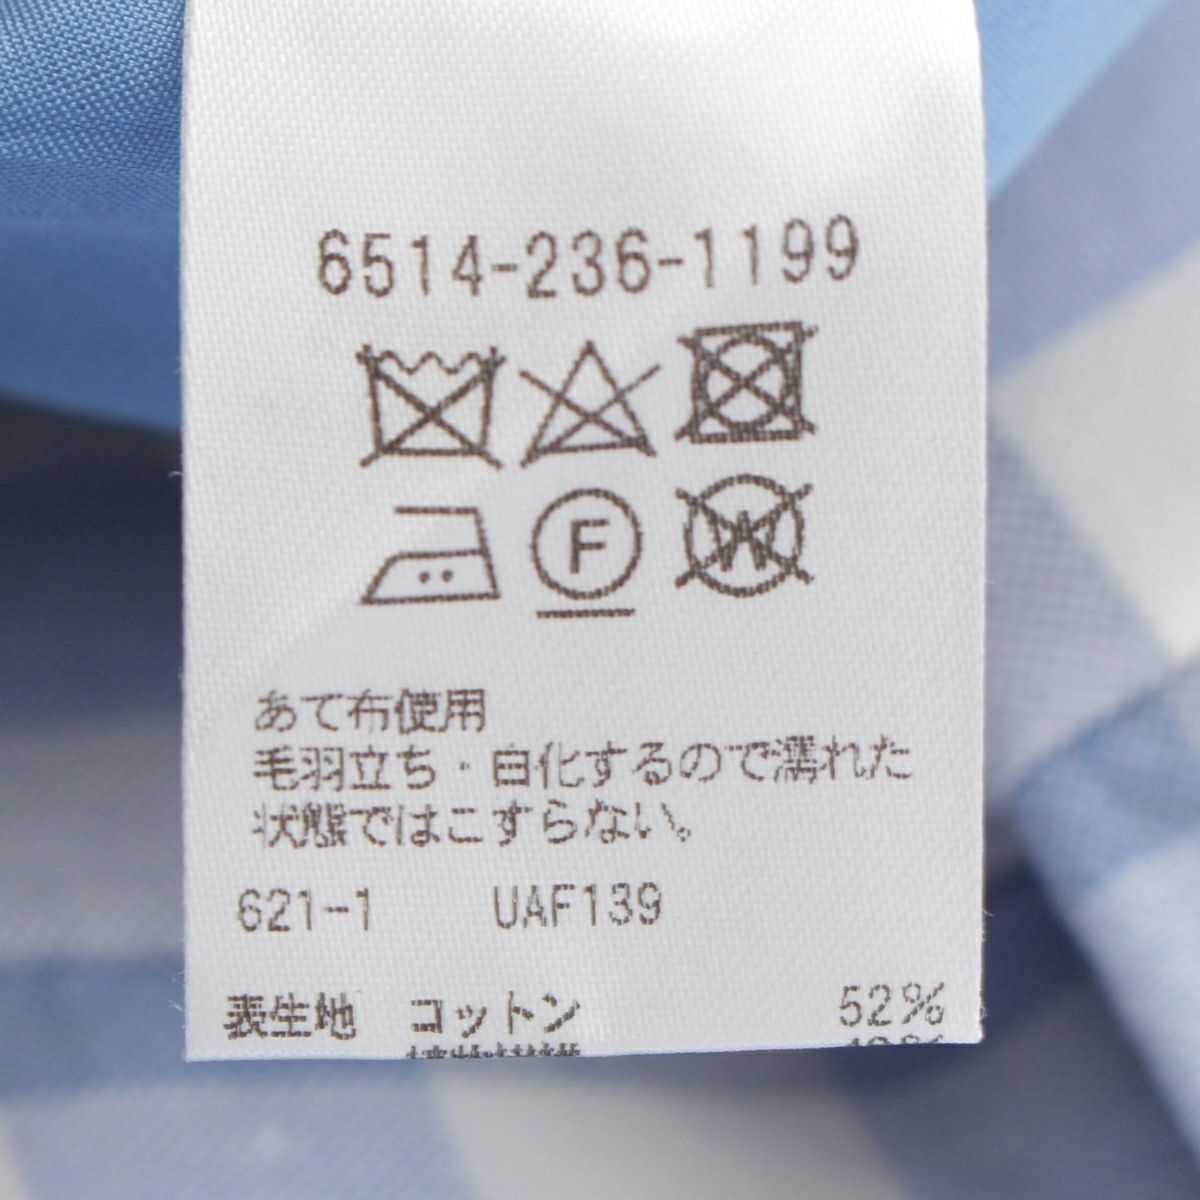 6514-236-1199
F
W
あて布使用
毛羽立ち・白化するので濡れた
状態ではこすらない。
621-1 UAF139
表生地 コットン 52%